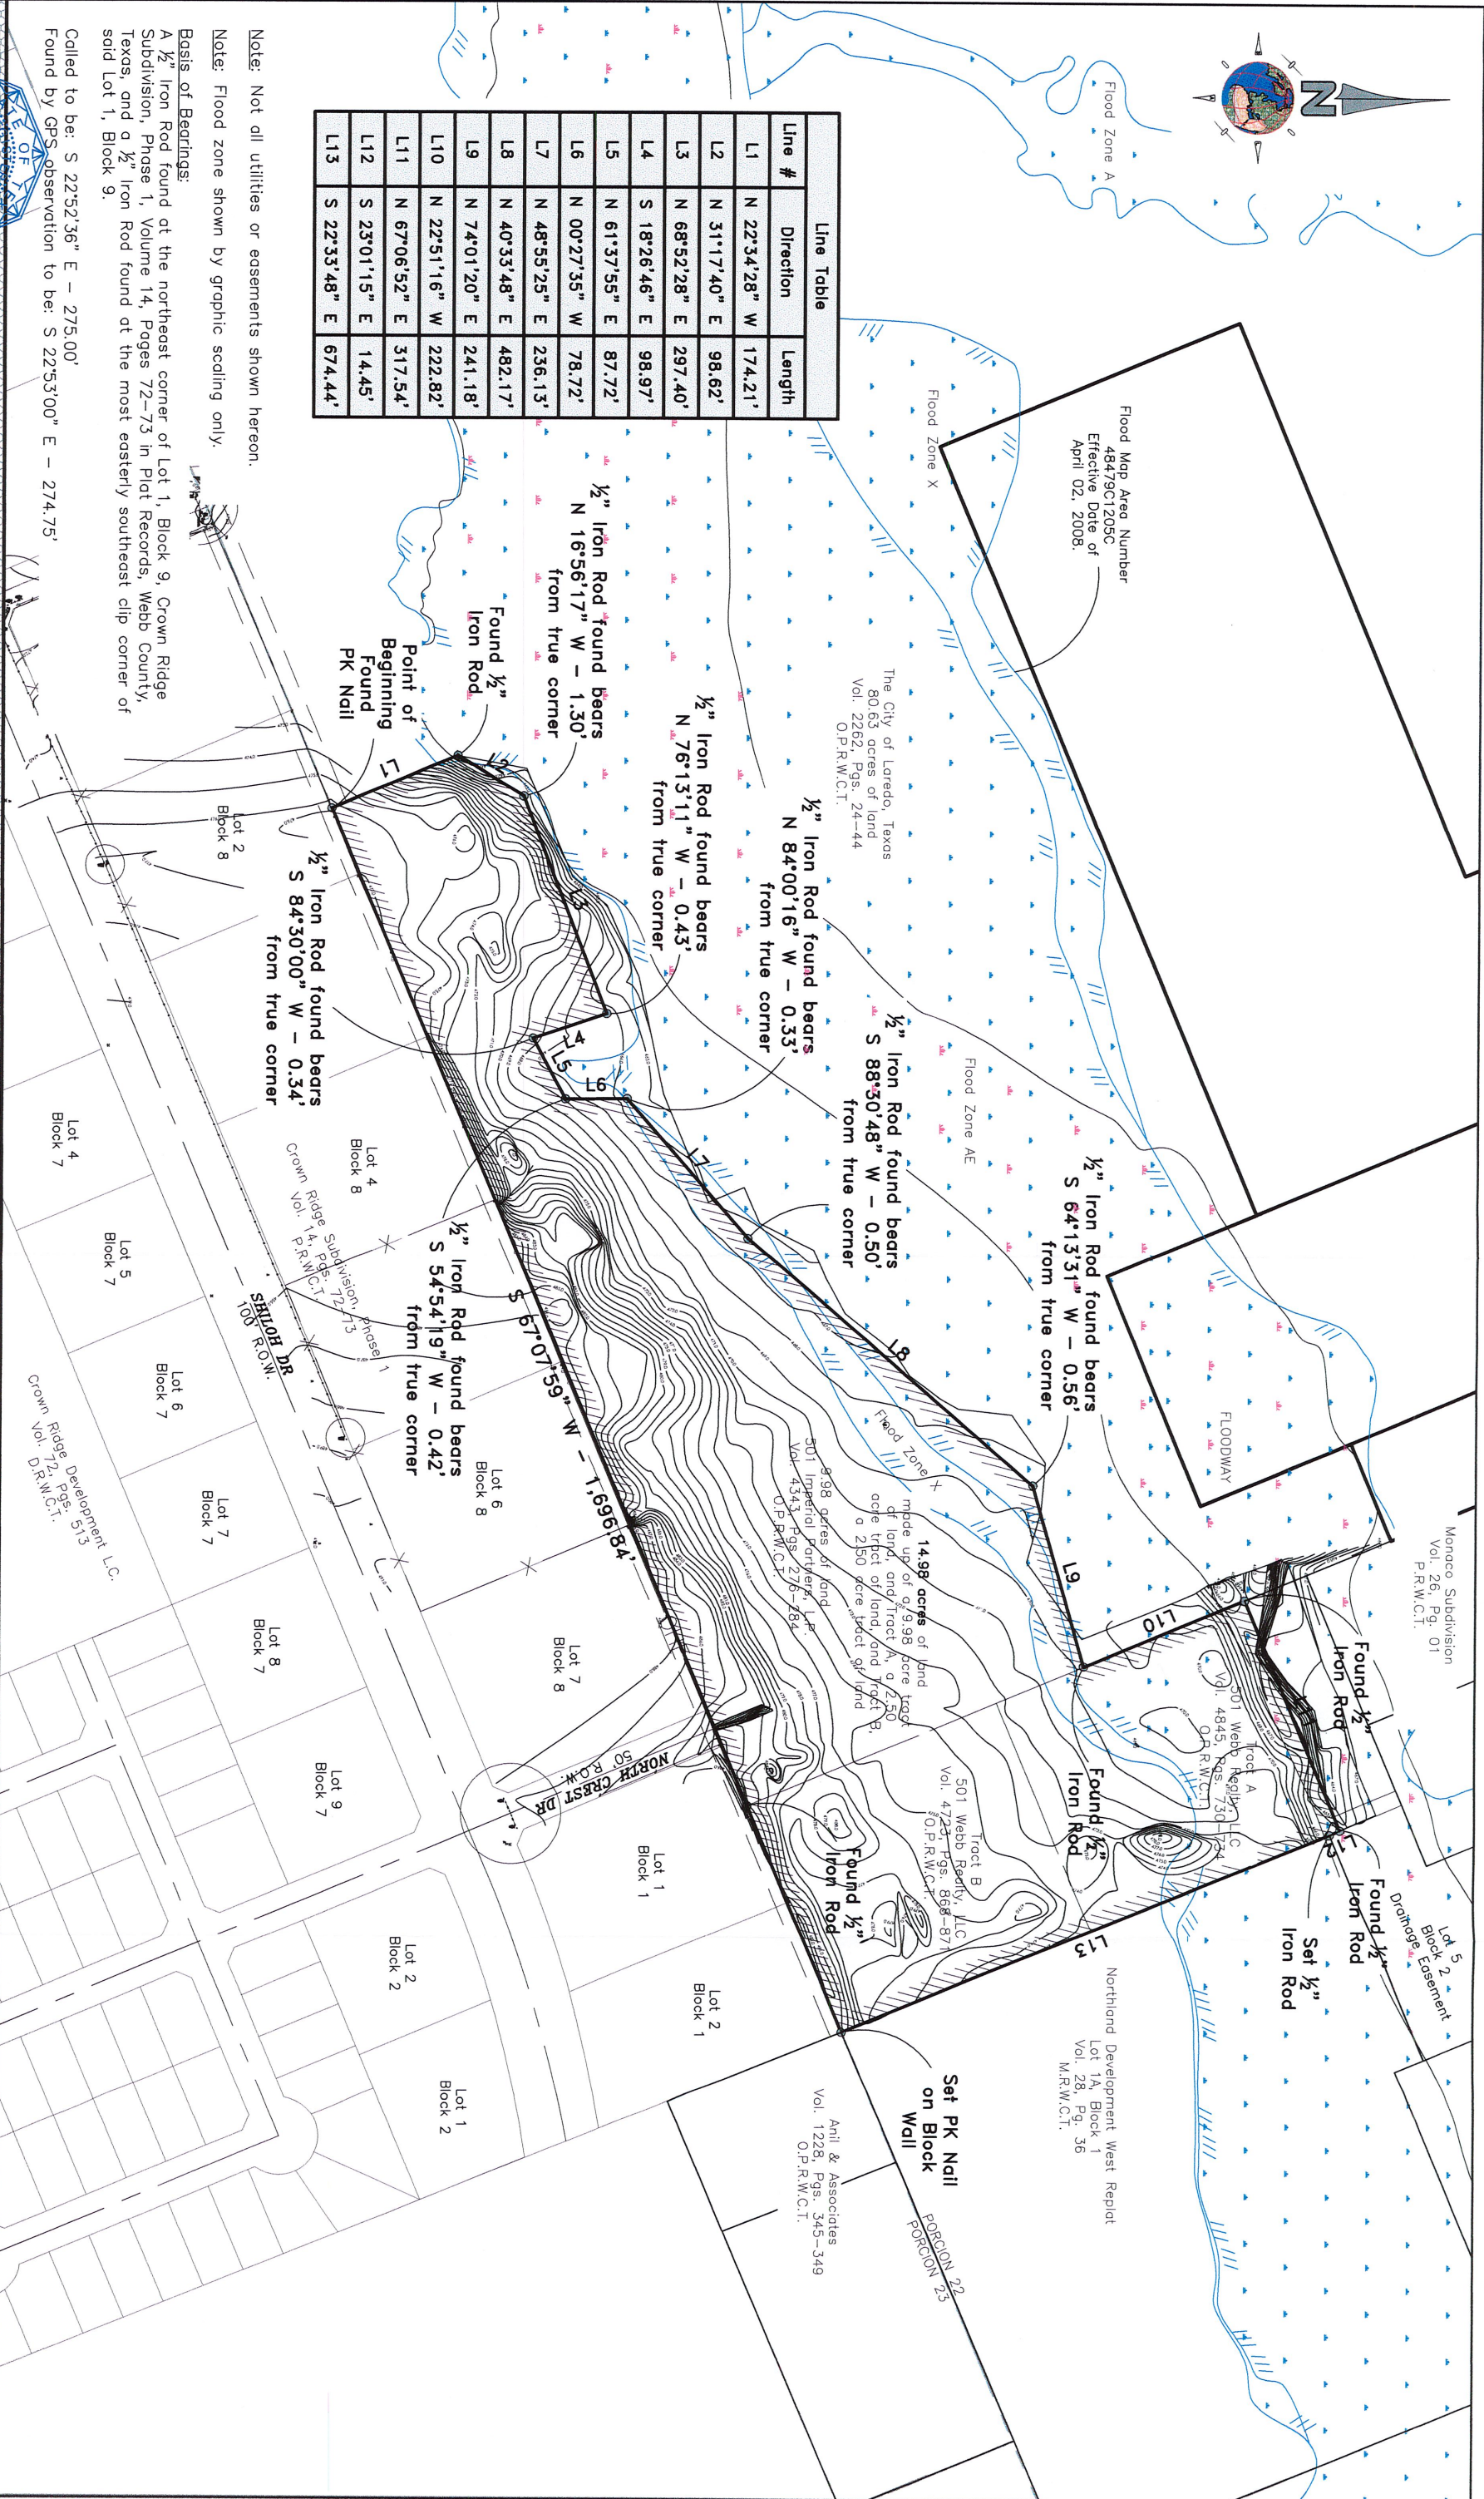 N
Flood Zone A
Flood Map Area Number
48479C1205C
Effective Date of
April 02, 2008.
Flood Zone X
Monaco Subdivision
Vol. 26, Pg. 01
P.R.W.C.T.
FLOODWAY
Lot 5
Block 2
Drainage Easement
Line Table
Line # Direction Length
L1 N 22°34'28" W 174.21'
L2 N 31°17'40" E 98.62'
L3 N 68°52'28" E 297.40'
L4 S 18°26'46" E 98.97'
L5 N 61°37'55" E 87.72'
L6 N 00°27'35" W 78.72'
L7 N 48°55'25" E 236.13'
L8 N 40°33'48" E 482.17'
L9 N 74°01'20" E 241.18'
L10 N 22°51'16" W 222.82'
L11 N 67°06'52" E 317.54'
L12 S 23°01'15" E 14.45'
L13 S 22°33'48" E 674.44'
The City of Laredo, Texas
80.63 acres of land
Vol. 2262, Pgs. 24-44
O.P.R.W.C.T.
Flood Zone AE
½" Iron Rod found bears
S 64°13'31" W - 0.56'
from true corner
½" Iron Rod found bears
S 88°30'48" W - 0.50'
from true corner
½" Iron Rod found bears
N 84°00'16" W - 0.33'
from true corner
½" Iron Rod found bears
N 76°13'11" W - 0.43'
from true corner
½" Iron Rod found bears
N 16°56'17" W - 1.30'
from true corner
Found ½"
Iron Rod
Point of
Beginning
Found
PK Nail
Found ½"
Iron Rod
Found ½"
Iron Rod
Set ½"
Iron Rod
Tract A
501 Webb Realty, LLC
Vol. 4845, Pgs. 730-734
O.P.R.W.C.T.
Found ½"
Iron Rod
Tract B
501 Webb Realty, LLC
Vol. 4723, Pgs. 868-871
O.P.R.W.C.T.
Found ½"
Iron Rod
14.98 acres of land
made up of a 9.98 acre tract
of land, and Tract A, a 2.50
acre tract of land, and Tract B,
a 2.50 acre tract of land
9.98 acres of land
501 Imperial Partners, L.P.
Vol. 4343, Pgs. 276-284
O.P.R.W.C.T.
Flood Zone X
L1
L2
L3
L4
L5
L6
L7
L8
L9
L10
L13
S 67°07'59" W - 1,696.84'
Northland Development West Replat
Lot 1A, Block 1
Vol. 28, Pg. 36
M.R.W.C.T.
Set PK Nail
on Block
Wall
PORCION 22
PORCION 23
Anil & Associates
Vol. 1228, Pgs. 345-349
O.P.R.W.C.T.
½" Iron Rod found bears
S 84°30'00" W - 0.34'
from true corner
½" Iron Rod found bears
S 54°54'19" W - 0.42'
from true corner
Lot 2
Block 8
Lot 4
Block 8
Lot 6
Block 8
Lot 7
Block 8
Lot 1
Block 1
Lot 2
Block 1
Crown Ridge Subdivision, Phase 1
Vol. 14, Pgs. 72-73
P.R.W.C.T.
SHILOH DR
100' R.O.W.
NORTH CREST DR
50' R.O.W.
Lot 4
Block 7
Lot 5
Block 7
Lot 6
Block 7
Lot 7
Block 7
Lot 8
Block 7
Lot 9
Block 7
Lot 2
Block 2
Lot 1
Block 2
Crown Ridge Development L.C.
Vol. 72, Pgs. 513
D.R.W.C.T.
Note: Not all utilities or easements shown hereon.
Note: Flood zone shown by graphic scaling only.
Basis of Bearings:
A ½" Iron Rod found at the northeast corner of Lot 1, Block 9, Crown Ridge
Subdivision, Phase 1, Volume 14, Pages 72-73 in Plat Records, Webb County,
Texas, and a ½" Iron Rod found at the most easterly southeast clip corner of
said Lot 1, Block 9.
Called to be: S 22°52'36" E - 275.00'
Found by GPS observation to be: S 22°53'00" E - 274.75'